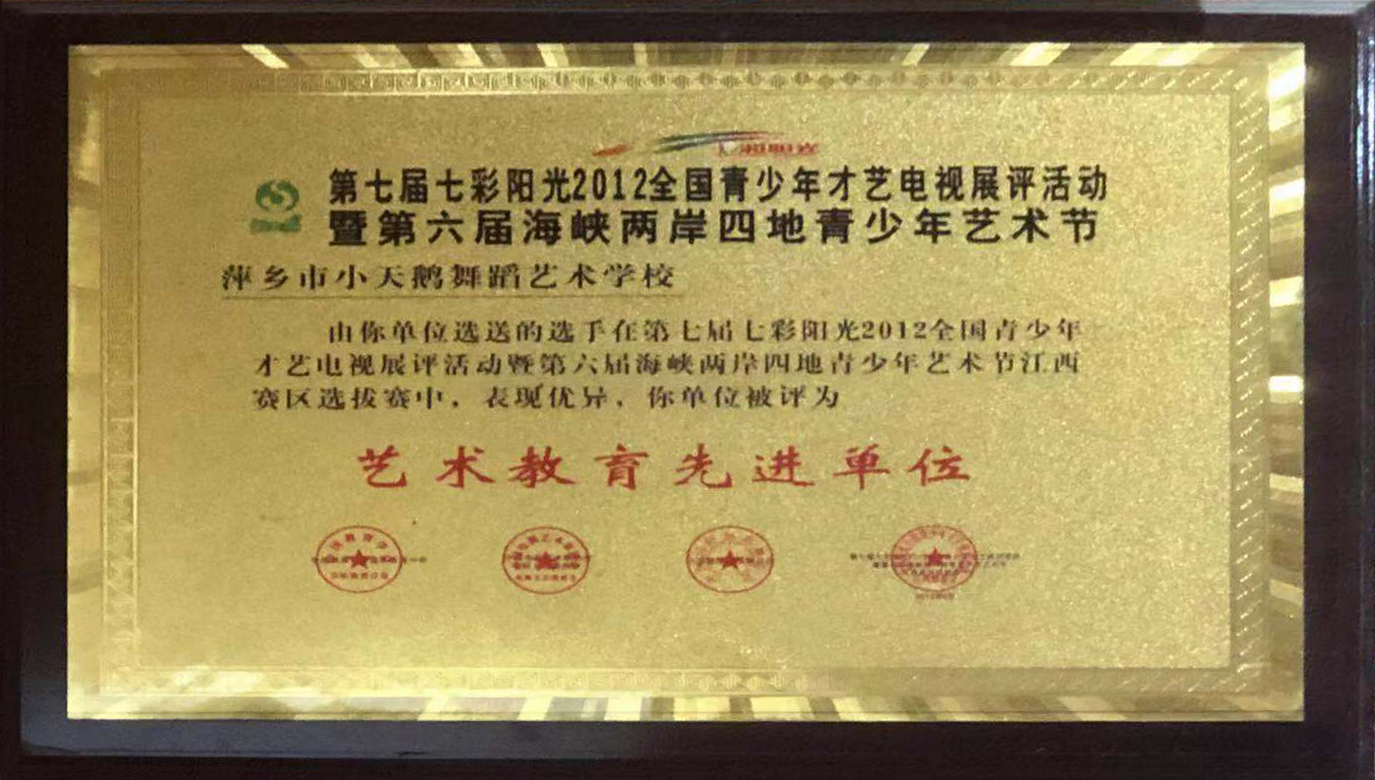 第七届七彩阳光2012全国青少年才艺电视展评活动
暨第六届海峡两岸四地青少年艺术节
萍乡市小天鹅舞蹈艺术学校
由你单位选送的选手在第七届七彩阳光2012全国青少年
才艺电视展评活动暨第六届海峡两岸四地青少年艺术节江西
赛区选拔赛中，表现优异，你单位被评为
艺术教育先进单位